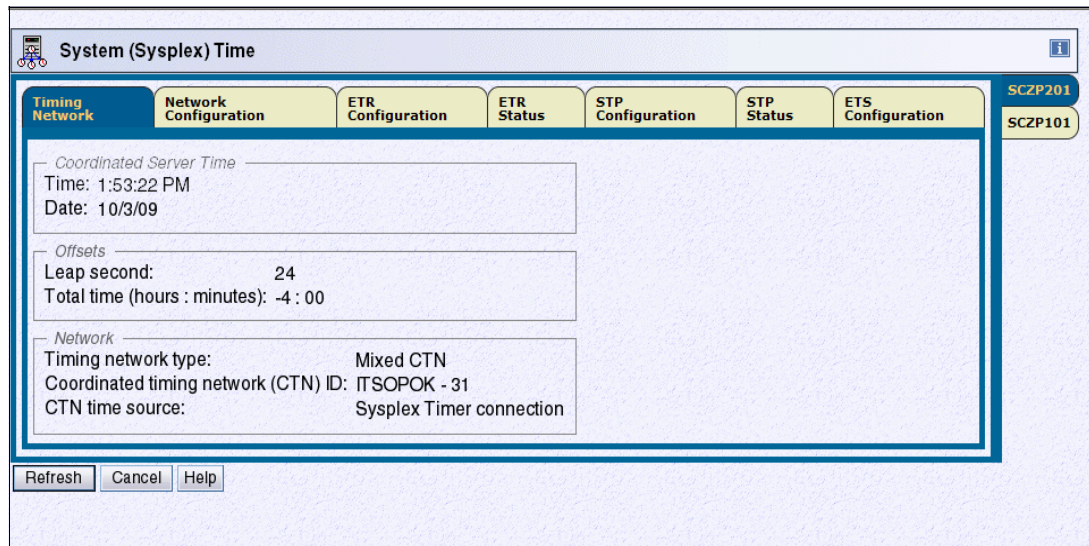 System (Sysplex) Time
Timing Network
Network Configuration
ETR Configuration
ETR Status
STP Configuration
STP Status
ETS Configuration
SCZP201
SCZP101
Coordinated Server Time
Time: 1:53:22 PM
Date: 10/3/09
Offsets
Leap second: 24
Total time (hours : minutes): -4 : 00
Network
Timing network type: Mixed CTN
Coordinated timing network (CTN) ID: ITSOPOK - 31
CTN time source: Sysplex Timer connection
Refresh Cancel Help